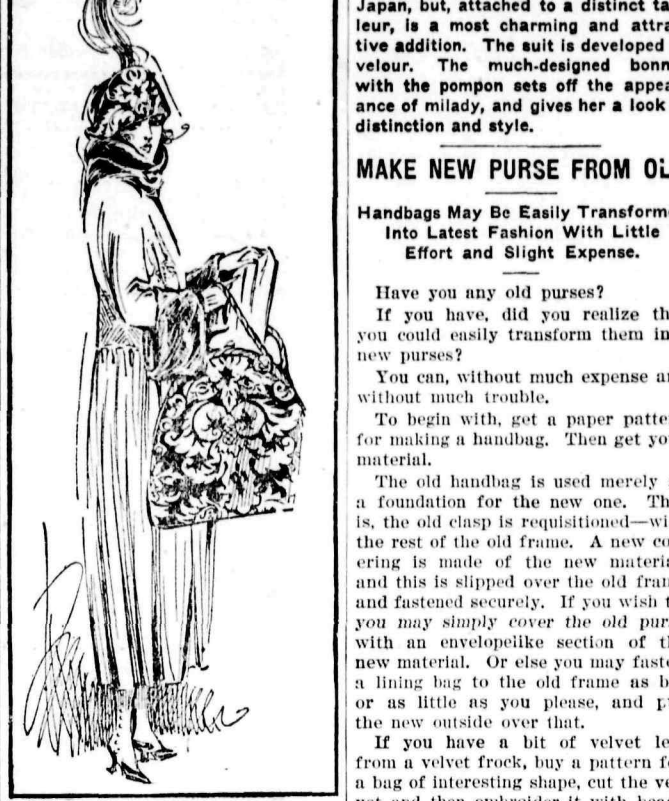 Japan, but, attached to a distinct ta
leur, is a most charming and attra
tive addition. The suit is developed
velour. The much-designed bonn
with the pompon sets off the appea
ance of milady, and gives her a look
distinction and style.
MAKE NEW PURSE FROM OL
Handbags May Be Easily Transforme
Into Latest Fashion With Little
Effort and Slight Expense.
Have you any old purses?
If you have, did you realize th
you could easily transform them in
new purses?
You can, without much expense an
without much trouble.
To begin with, get a paper patte
for making a handbag. Then get yo
material.
The old handbag is used merely
a foundation for the new one. Th
is, the old clasp is requisitioned—wi
the rest of the old frame. A new co
ering is made of the new materia
and this is slipped over the old fram
and fastened securely. If you wish t
you may simply cover the old pur
with an envelopelike section of t
new material. Or else you may faste
a lining bag to the old frame as b
or as little as you please, and p
the new outside over that.
If you have a bit of velvet le
from a velvet frock, buy a pattern f
a bag of interesting shape, cut the ve
vet and then embroider it with